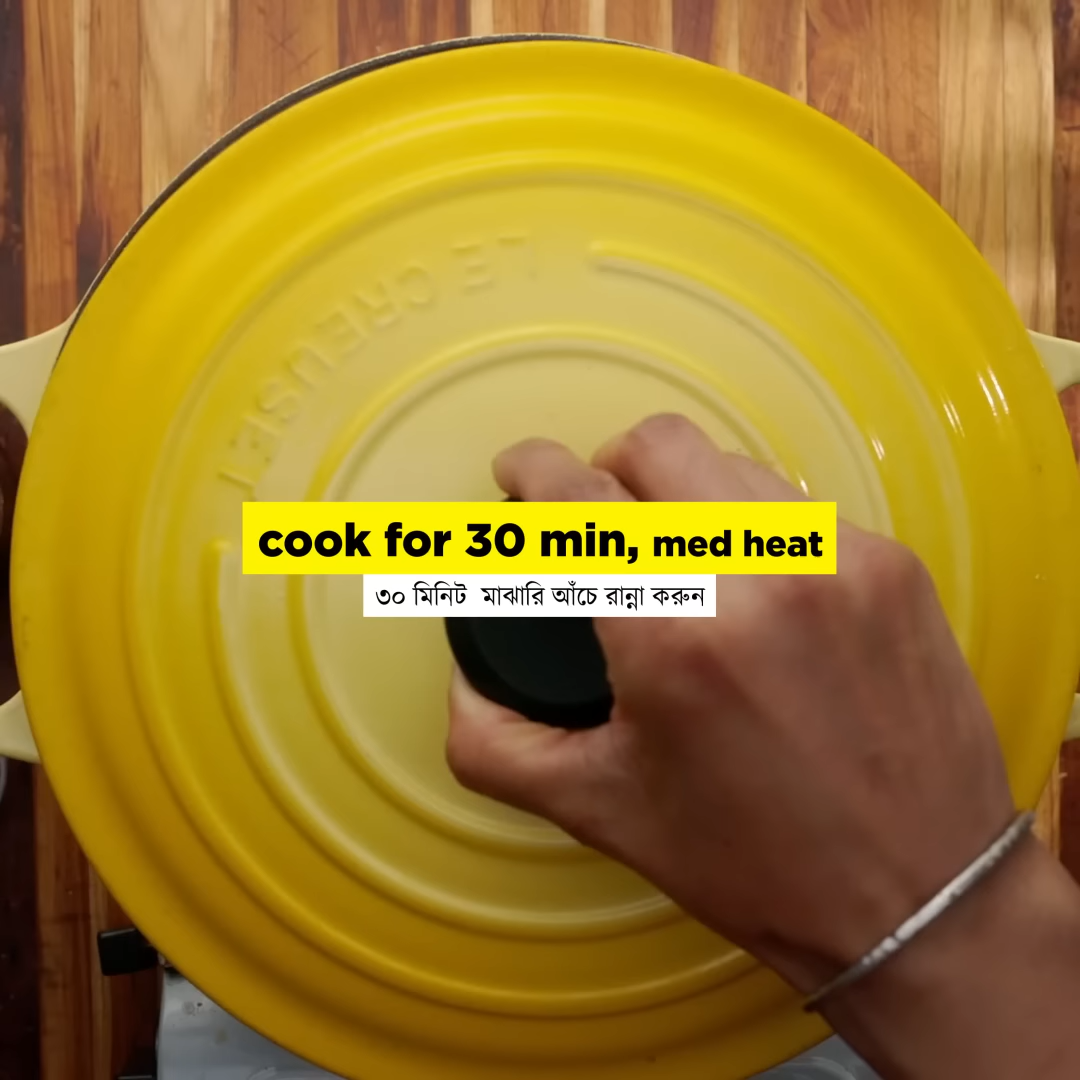 LE CREUSET
cook for 30 min, med heat
৩০ মিনিট মাঝারি আঁচে রান্না করুন